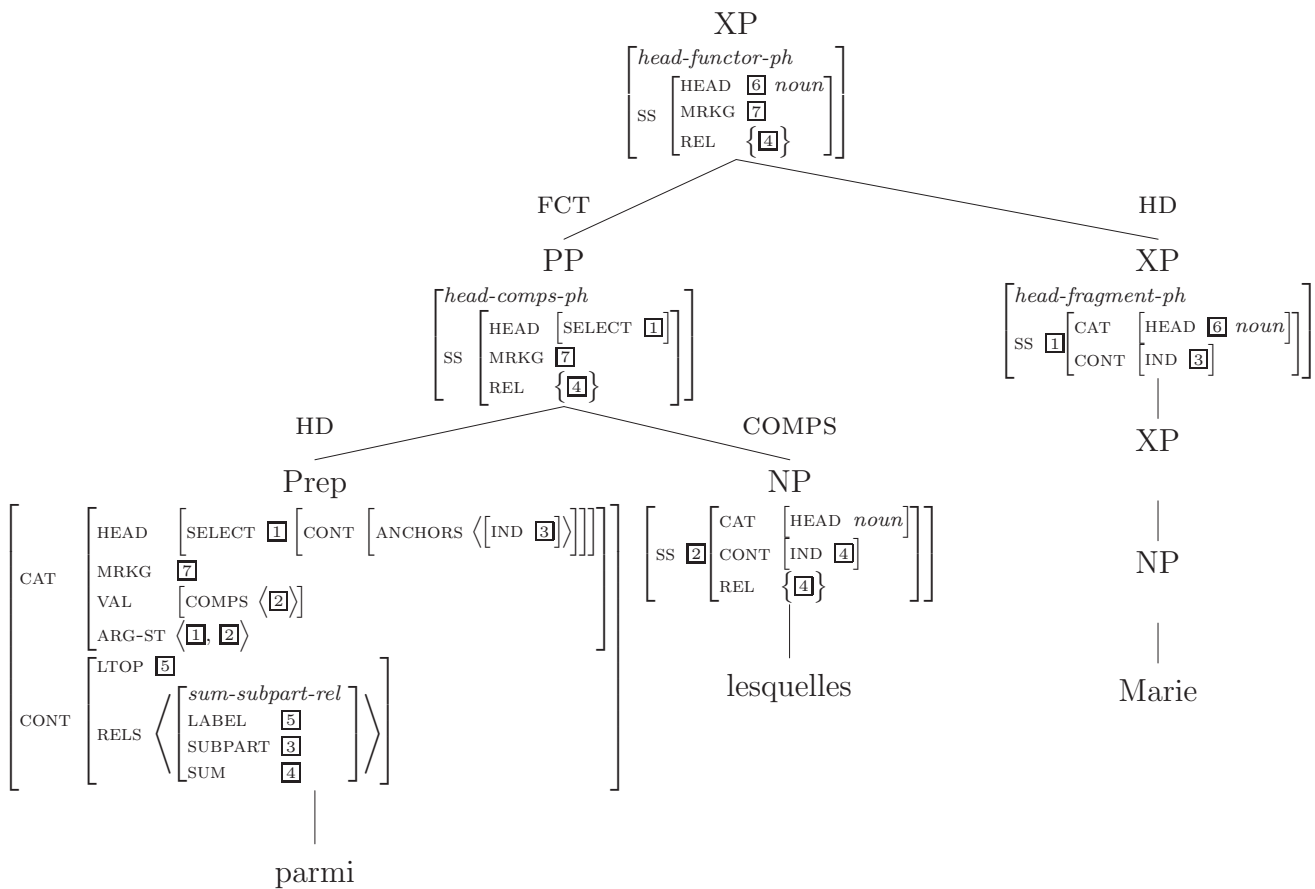 XP
head-functor-ph
SS HEAD 6 noun
MRKG 7
REL {4}
FCT HD
PP XP
head-comps-ph
SS HEAD [SELECT 1]
MRKG 7
REL {4}
head-fragment-ph
SS 1 CAT [HEAD 6 noun]
CONT [IND 3]
HD COMPS
XP
Prep NP
CAT HEAD [SELECT 1 [CONT [ANCHORS ⟨[IND 3]⟩]]]
MRKG 7
VAL [COMPS ⟨2⟩]
ARG-ST ⟨1, 2⟩
CONT LTOP 5
RELS ⟨ sum-subpart-rel
LABEL 5
SUBPART 3
SUM 4 ⟩
SS 2 CAT [HEAD noun]
CONT [IND 4]
REL {4}
NP
lesquelles Marie
parmi